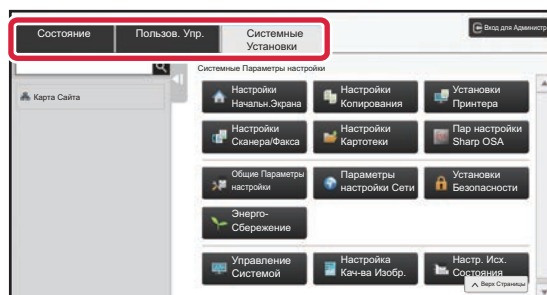 Состояние
Пользов. Упр.
Системные
Установки
Вход для Администр
Системные Параметры настройки
Карта Сайта
Настройки
Начальн.Экрана
Настройки
Копирования
Установки
Принтера
Настройки
Сканера/Факса
Настройки
Картотеки
Пар настройки
Sharp OSA
Общие Параметры
настройки
Параметры
настройки Сети
Установки
Безопасности
Энерго-
Сбережение
Управление
Системой
Настройка
Кач-ва Изобр.
Настр. Исх.
Состояния
Верх Страницы